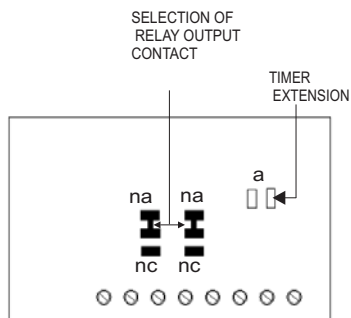 SELECTION OF
RELAY OUTPUT
CONTACT
TIMER
EXTENSION
a
na na
nc nc